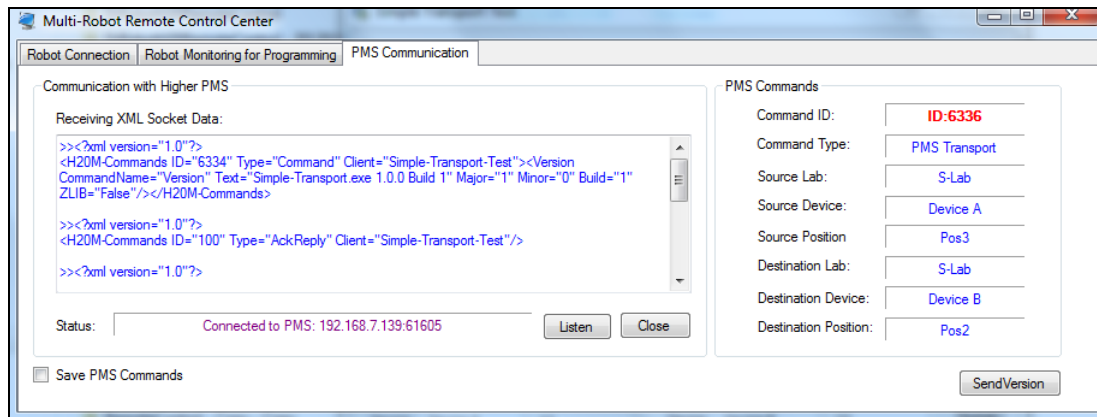 Multi-Robot Remote Control Center
Robot Connection Robot Monitoring for Programming PMS Communication
Communication with Higher PMS
Receiving XML Socket Data:
>><?xml version="1.0"?>
<H20M-Commands ID="6334" Type="Command" Client="Simple-Transport-Test"><Version
CommandName="Version" Text="Simple-Transport.exe 1.0.0 Build 1" Major="1" Minor="0" Build="1"
ZLIB="False"/></H20M-Commands>
>><?xml version="1.0"?>
<H20M-Commands ID="100" Type="AckReply" Client="Simple-Transport-Test"/>
>><?xml version="1.0"?>
Status: Connected to PMS: 192.168.7.139:61605 Listen Close
Save PMS Commands
PMS Commands
Command ID: ID:6336
Command Type: PMS Transport
Source Lab: S-Lab
Source Device: Device A
Source Position Pos3
Destination Lab: S-Lab
Destination Device: Device B
Destination Position: Pos2
SendVersion